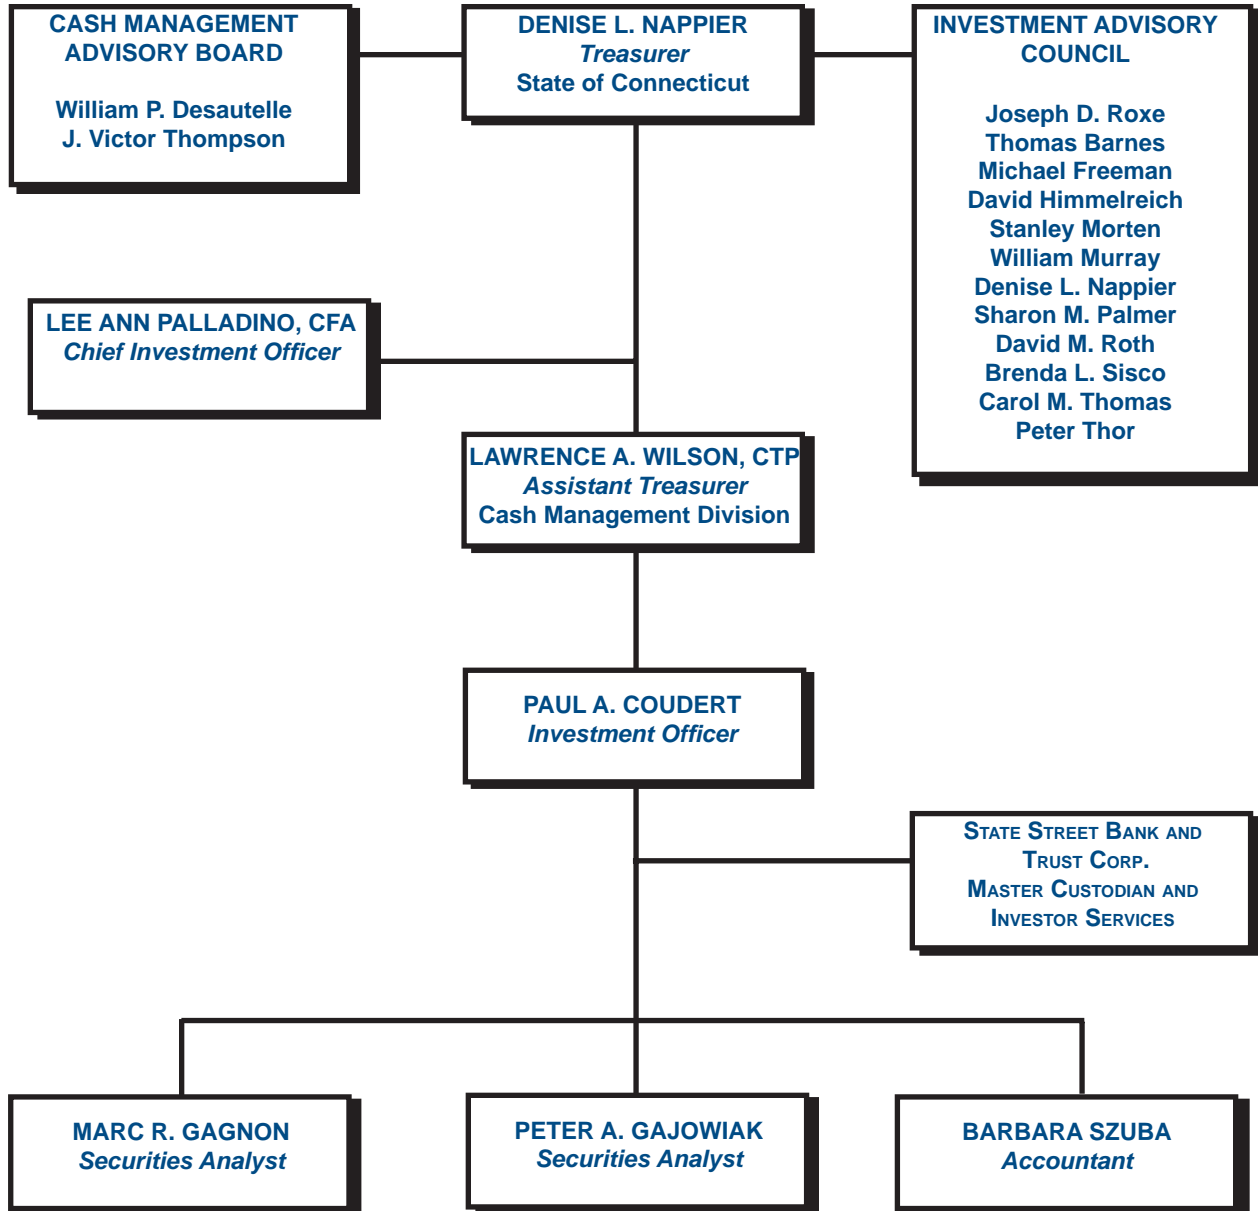 CASH MANAGEMENT
ADVISORY BOARD
William P. Desautelle
J. Victor Thompson
DENISE L. NAPPIER
Treasurer
State of Connecticut
INVESTMENT ADVISORY
COUNCIL
Joseph D. Roxe
Thomas Barnes
Michael Freeman
David Himmelreich
Stanley Morten
William Murray
Denise L. Nappier
Sharon M. Palmer
David M. Roth
Brenda L. Sisco
Carol M. Thomas
Peter Thor
LEE ANN PALLADINO, CFA
Chief Investment Officer
LAWRENCE A. WILSON, CTP
Assistant Treasurer
Cash Management Division
PAUL A. COUDERT
Investment Officer
STATE STREET BANK AND
TRUST CORP.
MASTER CUSTODIAN AND
INVESTOR SERVICES
MARC R. GAGNON
Securities Analyst
PETER A. GAJOWIAK
Securities Analyst
BARBARA SZUBA
Accountant